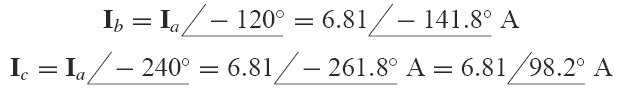 I_b = I_a∠− 120° = 6.81∠− 141.8° A
I_c = I_a∠− 240° = 6.81∠− 261.8° A = 6.81∠98.2° A